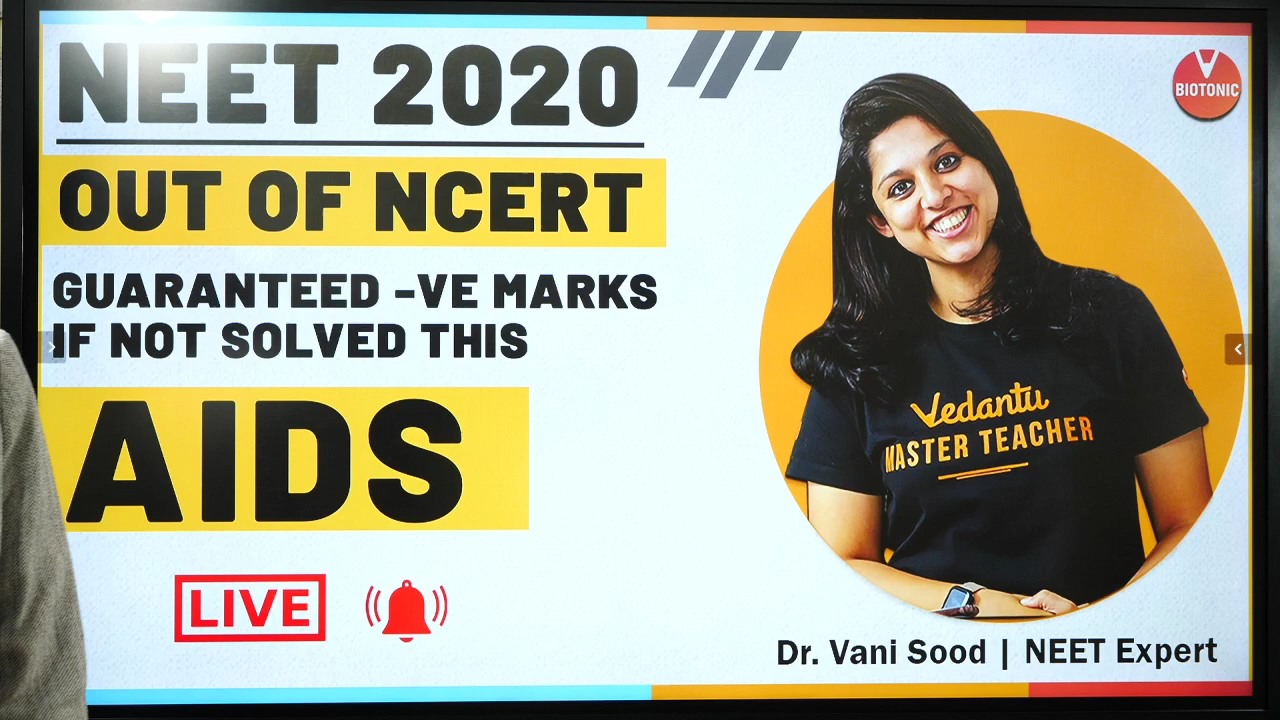 NEET 2020
OUT OF NCERT
GUARANTEED -VE MARKS
IF NOT SOLVED THIS
AIDS
LIVE
V
BIOTONIC
Vedantu
MASTER TEACHER
Dr. Vani Sood | NEET Expert